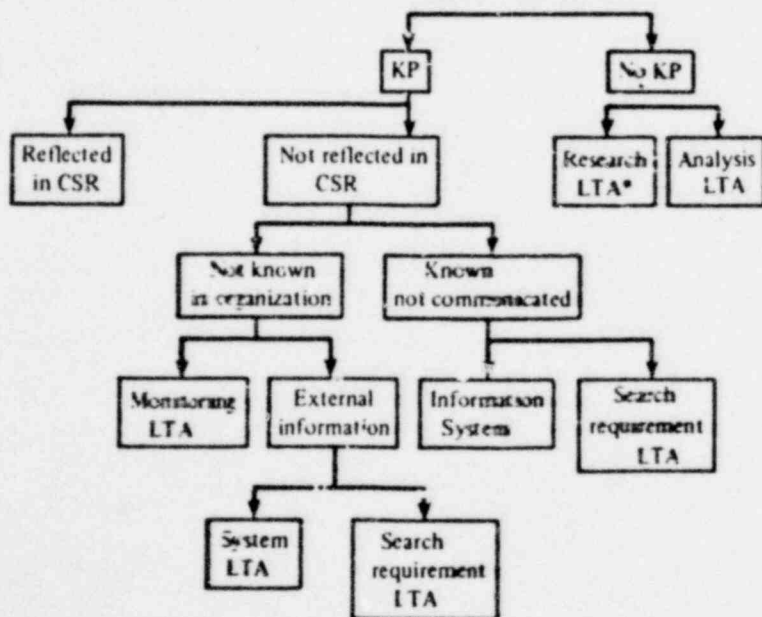 KP
No KP
Reflected
in CSR
Not reflected in
CSR
Research
LTA*
Analysis
LTA
Not known
in organization
Known
not communicated
Monitoring
LTA
External
information
Information
System
Search
requirement
LTA
System
LTA
Search
requirement
LTA